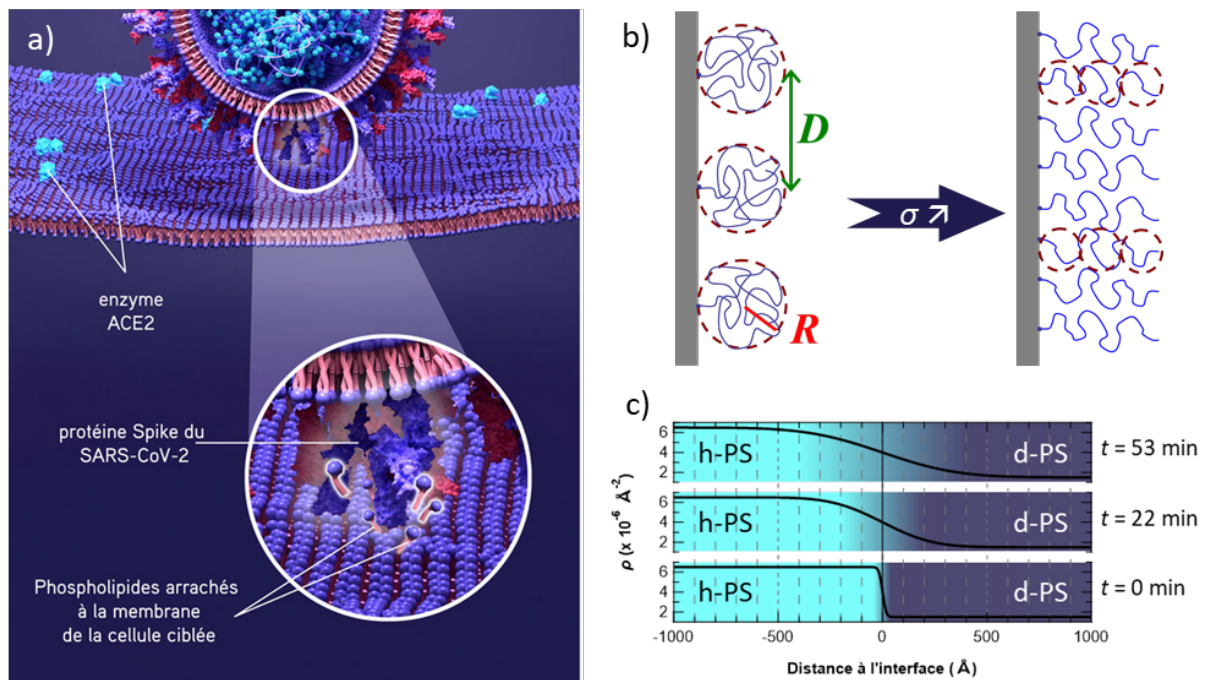 a)
enzyme
ACE2
protéine Spike du
SARS-CoV-2
Phospholipides arrachés
à la membrane
de la cellule ciblée
b)
D
R
σ ↗
c)
ρ (x 10⁻⁶ Å⁻²)
6
4
2
h-PS
d-PS
t = 53 min
6
4
2
h-PS
d-PS
t = 22 min
6
4
2
h-PS
d-PS
t = 0 min
-1000 -500 0 500 1000
Distance à l'interface (Å)